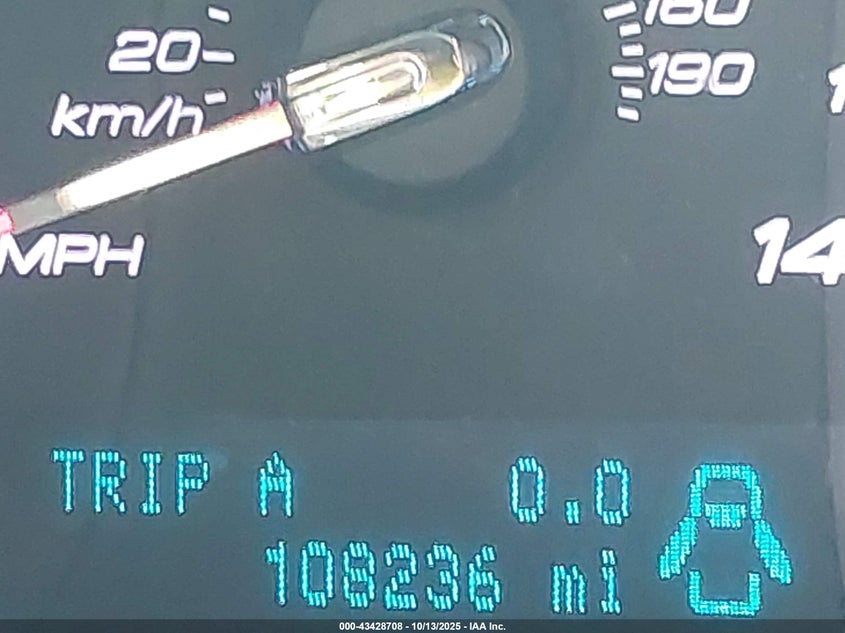 160
20
190
km/h
MPH
14
TRIP A 0.0
108236 mi
000-43428708 - 10/13/2025 - IAA Inc.